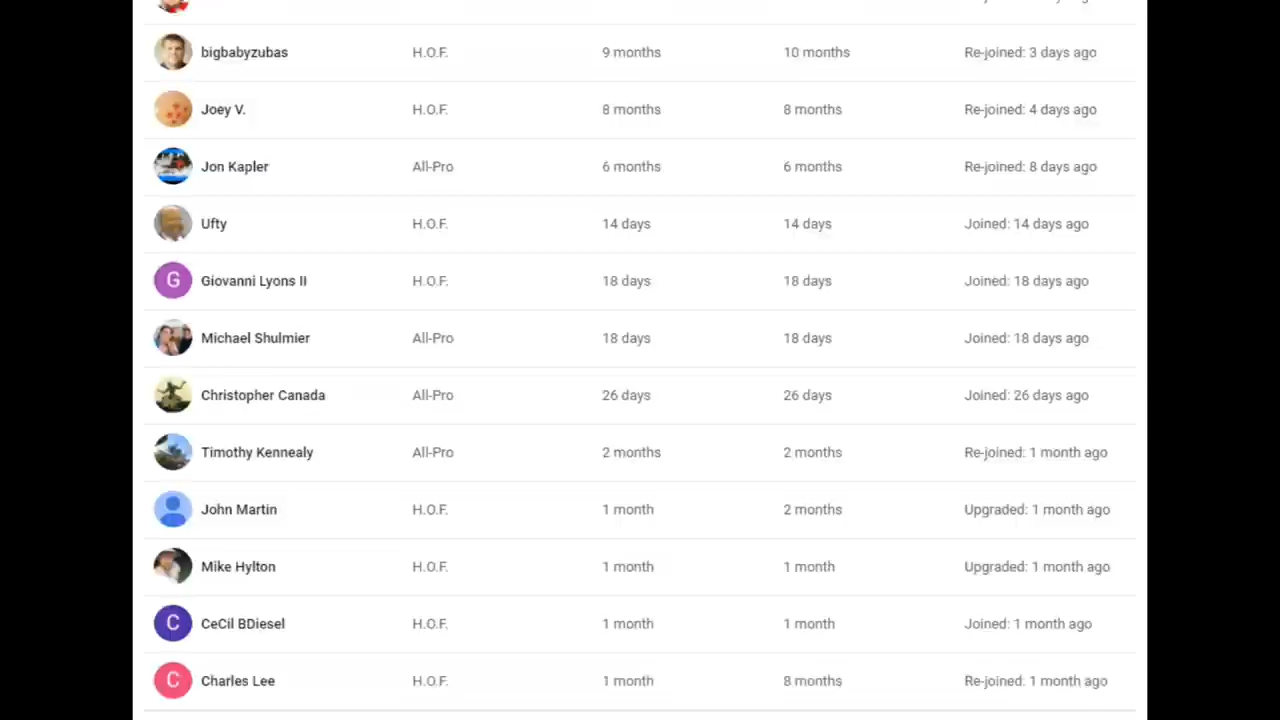 bigbabyzubas H.O.F. 9 months 10 months Re-joined: 3 days ago
Joey V. H.O.F. 8 months 8 months Re-joined: 4 days ago
Jon Kapler All-Pro 6 months 6 months Re-joined: 8 days ago
Ufty H.O.F. 14 days 14 days Joined: 14 days ago
G Giovanni Lyons II H.O.F. 18 days 18 days Joined: 18 days ago
Michael Shulmier All-Pro 18 days 18 days Joined: 18 days ago
Christopher Canada All-Pro 26 days 26 days Joined: 26 days ago
Timothy Kennealy All-Pro 2 months 2 months Re-joined: 1 month ago
John Martin H.O.F. 1 month 2 months Upgraded: 1 month ago
Mike Hylton H.O.F. 1 month 1 month Upgraded: 1 month ago
C CeCil BDiesel H.O.F. 1 month 1 month Joined: 1 month ago
C Charles Lee H.O.F. 1 month 8 months Re-joined: 1 month ago